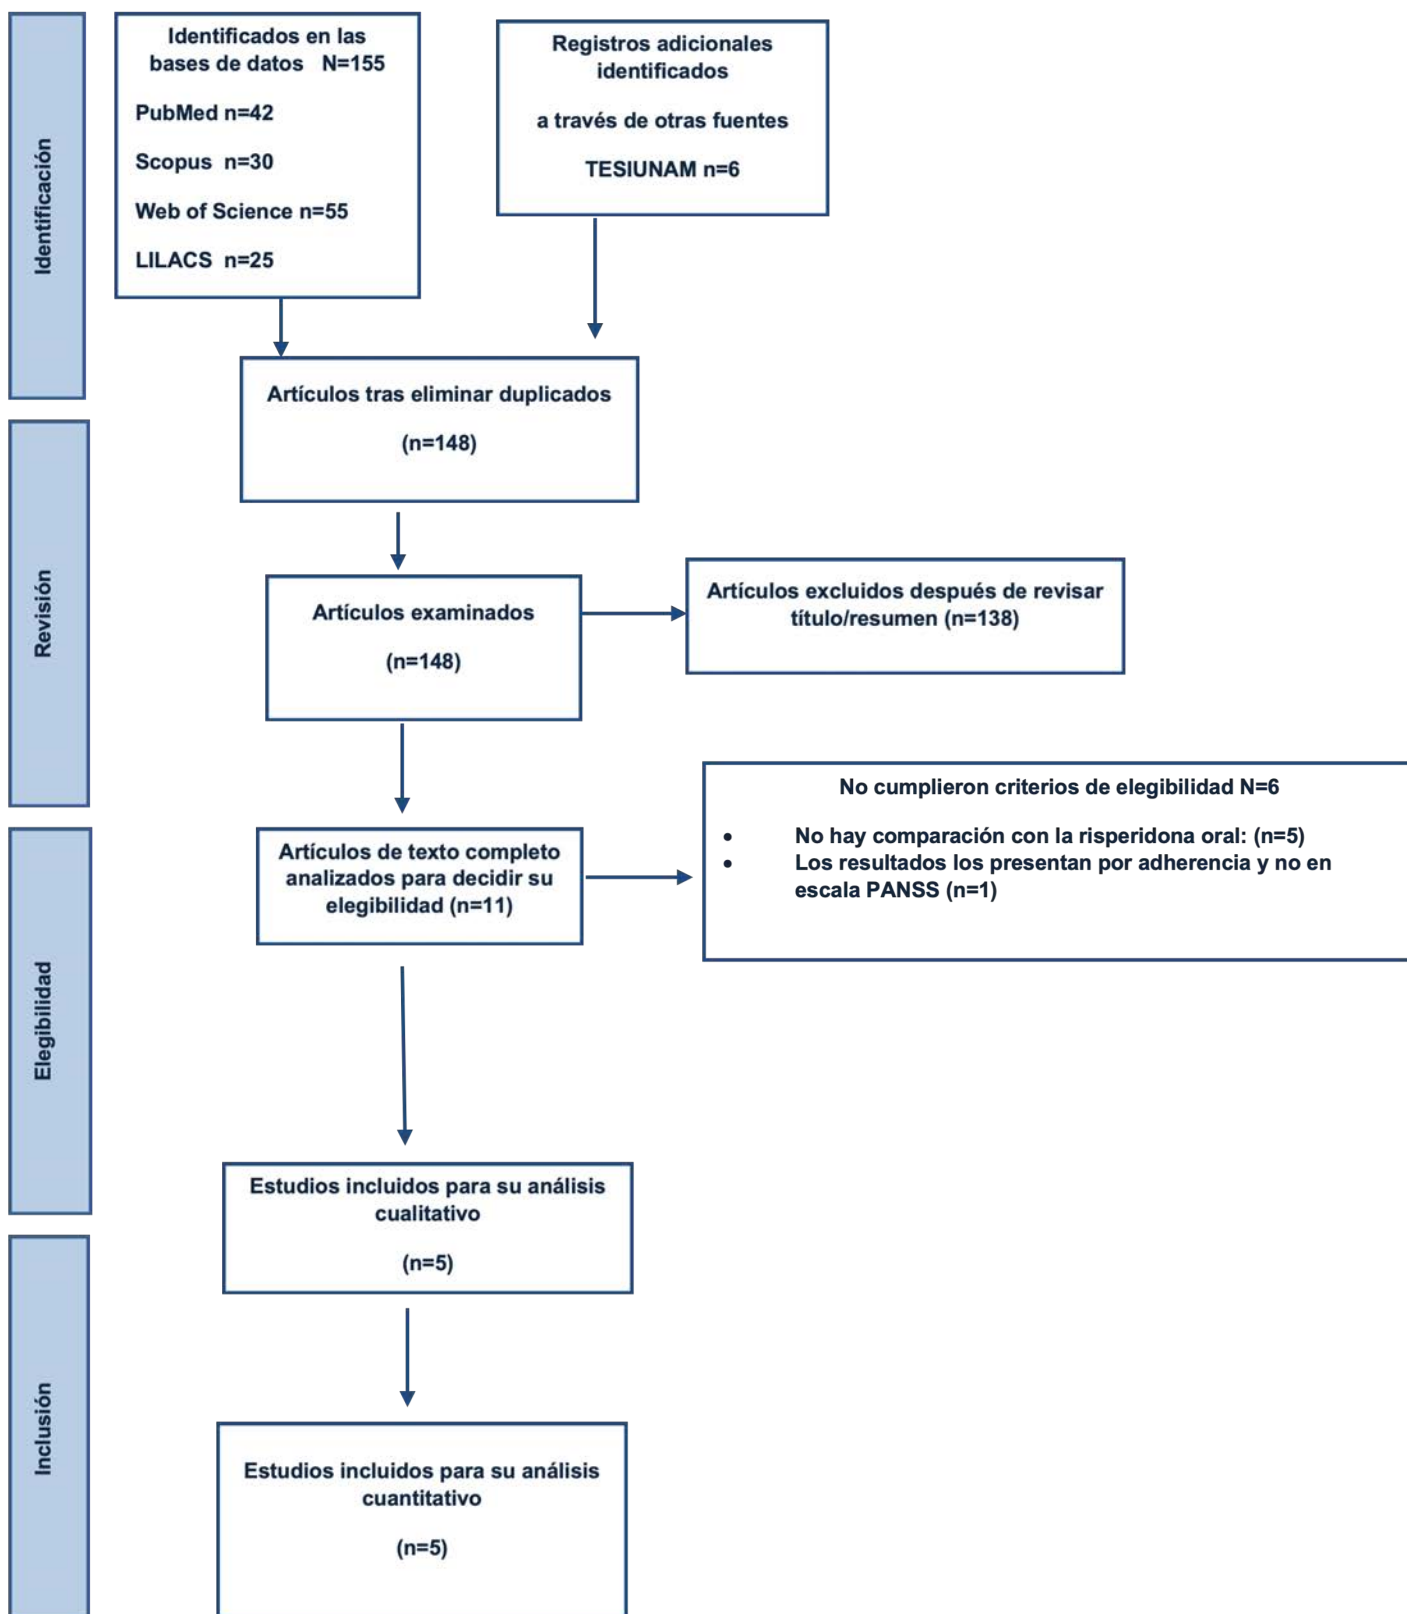 Identificación
Identificados en las
bases de datos N=155
PubMed n=42
Scopus n=30
Web of Science n=55
LILACS n=25
Registros adicionales
identificados
a través de otras fuentes
TESIUNAM n=6
Artículos tras eliminar duplicados
(n=148)
Revisión
Artículos examinados
(n=148)
Artículos excluidos después de revisar
título/resumen (n=138)
Elegibilidad
Artículos de texto completo
analizados para decidir su
elegibilidad (n=11)
No cumplieron criterios de elegibilidad N=6
• No hay comparación con la risperidona oral: (n=5)
• Los resultados los presentan por adherencia y no en
escala PANSS (n=1)
Estudios incluidos para su análisis
cualitativo
(n=5)
Inclusión
Estudios incluidos para su análisis
cuantitativo
(n=5)